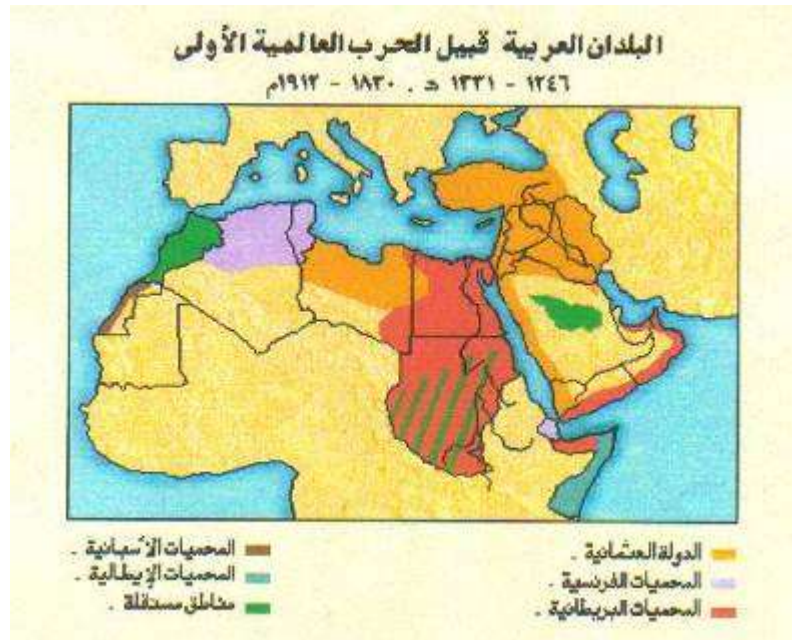 البلدان العربية قبيل الحرب العالمية الأولى
١٢٤٦ - ١٣٣١ هـ . ١٨٣٠ - ١٩١٢م
الدولة العثمانية .
المحميات الفرنسية .
المحميات البريطانية .
المحميات الأسبانية .
المحميات الإيطالية .
مناطق مستقلة .